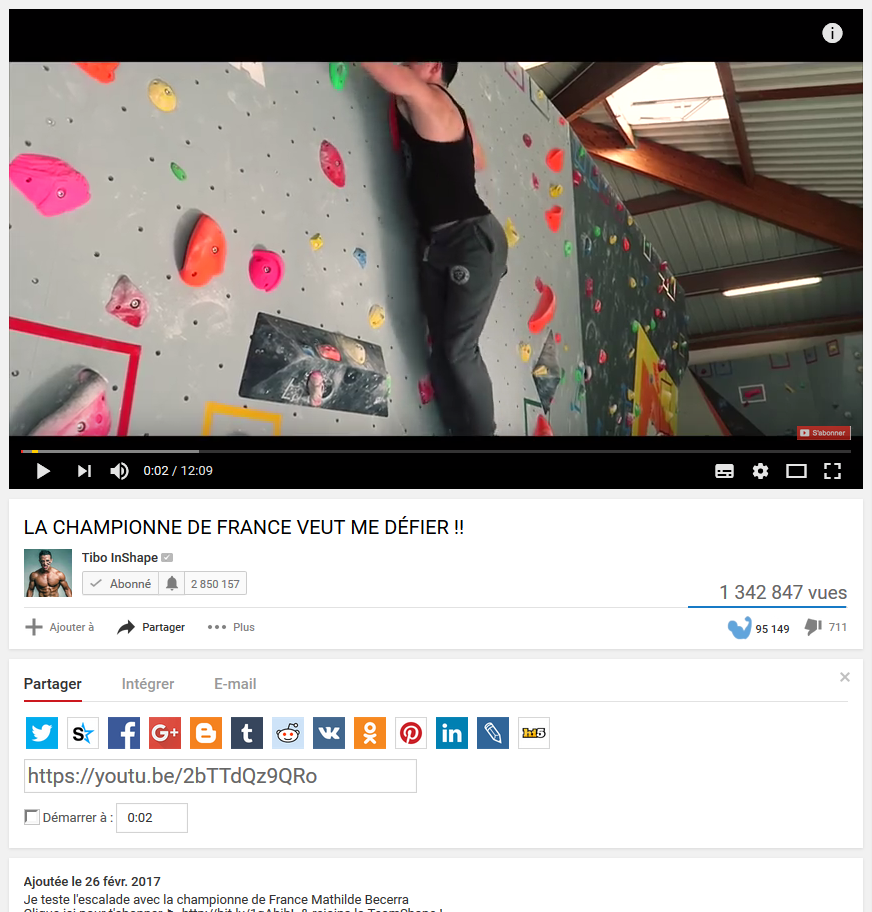 S'abonner
0:02 / 12:09
LA CHAMPIONNE DE FRANCE VEUT ME DÉFIER !!
Tibo InShape
Abonné 2 850 157
1 342 847 vues
Ajouter à Partager Plus 95 149 711
Partager Intégrer E-mail
S t G+ hi5
https://youtu.be/2bTTdQz9QRo
Démarrer à : 0:02
Ajoutée le 26 févr. 2017
Je teste l'escalade avec la championne de France Mathilde Becerra